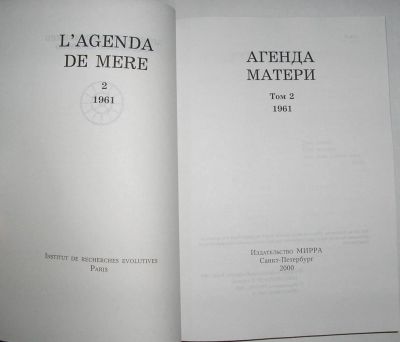 L'AGENDA
DE MERE
2
1961
INSTITUT DE RECHERCHES EVOLUTIVES
PARIS
АГЕНДА
МАТЕРИ
Том 2
1961
Издательство МИРРА
Санкт-Петербург
2000